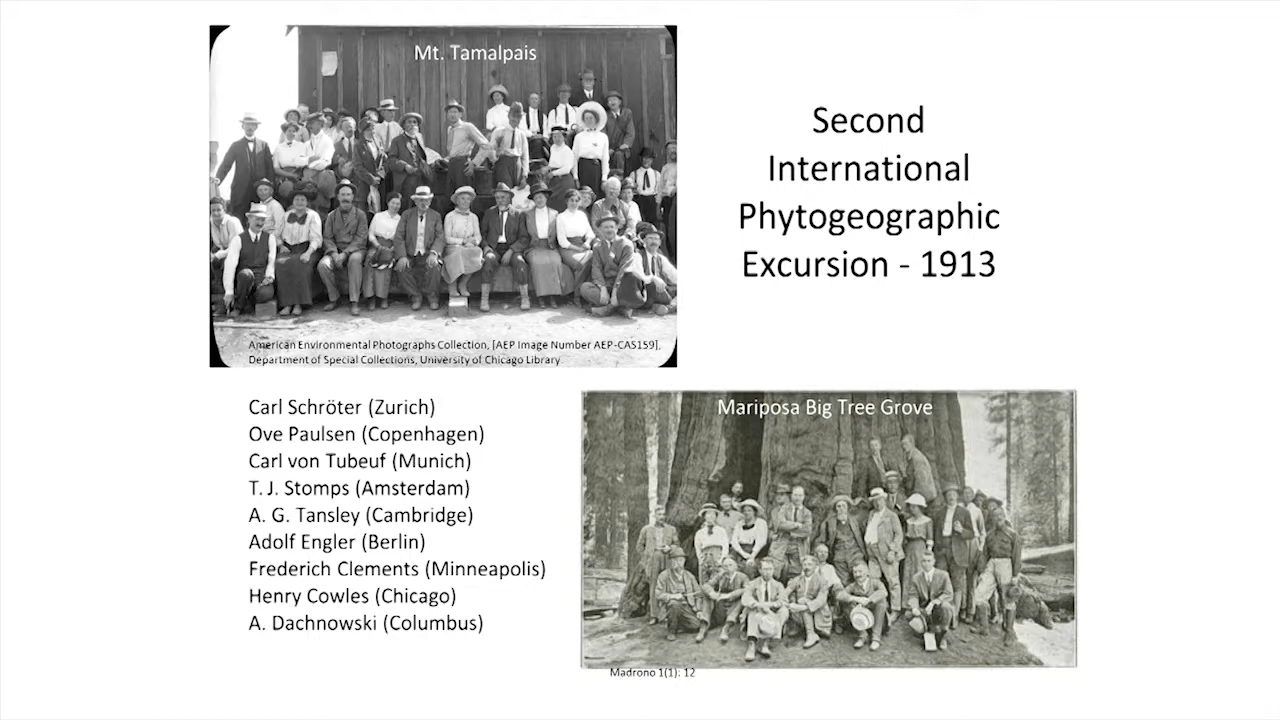 Mt. Tamalpais
American Environmental Photographs Collection, [AEP Image Number AEP-CAS159],
Department of Special Collections, University of Chicago Library
Second
International
Phytogeographic
Excursion - 1913
Carl Schröter (Zurich)
Ove Paulsen (Copenhagen)
Carl von Tubeuf (Munich)
T. J. Stomps (Amsterdam)
A. G. Tansley (Cambridge)
Adolf Engler (Berlin)
Frederich Clements (Minneapolis)
Henry Cowles (Chicago)
A. Dachnowski (Columbus)
Mariposa Big Tree Grove
Madrono 1(1): 12